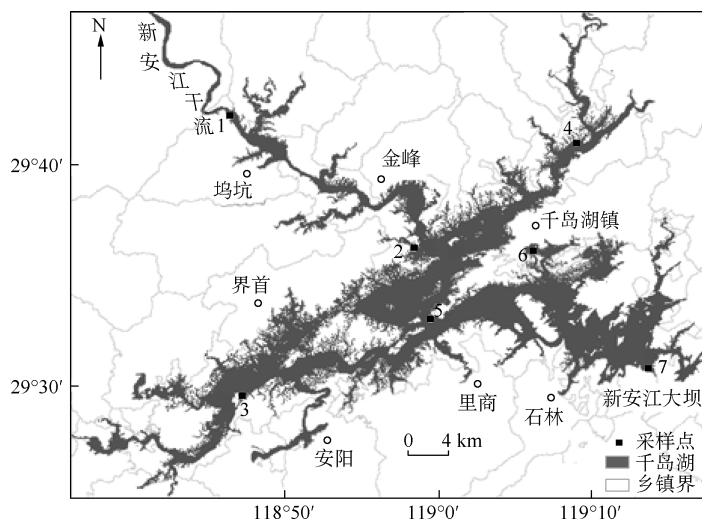 N
新安江干流
1
4
29°40′
坞坑
金峰
千岛湖镇
2
6
界首
5
7
29°30′
3
里商
石林
新安江大坝
安阳
0 4 km
采样点
千岛湖
乡镇界
118°50′ 119°0′ 119°10′